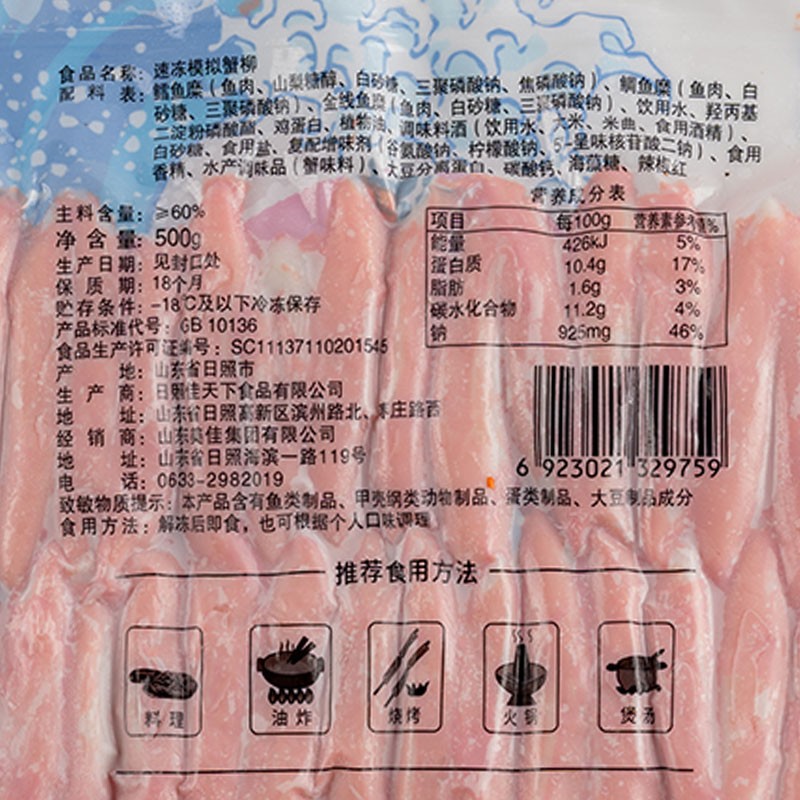 食品名称：速冻模拟蟹柳
配料表：鳕鱼糜（鱼肉、山梨糖醇、白砂糖、三聚磷酸钠、焦磷酸钠）、鲷鱼糜（鱼肉、白
砂糖、三聚磷酸钠）、金线鱼糜（鱼肉、白砂糖、三聚磷酸钠）、饮用水、羟丙基
二淀粉磷酸酯、鸡蛋白、植物油、调味料酒（饮用水、大米、米曲、食用酒精）、
白砂糖、食用盐、复配增味剂（谷氨酸钠、柠檬酸钠、5-呈味核苷酸二钠）、食用
香精、水产调味品（蟹味料）、大豆分离蛋白、碳酸钙、海藻糖、辣椒红
主料含量：≥60%
净含量：500g
生产日期：见封口处
保质期：18个月
贮存条件：-18℃及以下冷冻保存
产品标准代号：GB 10136
食品生产许可证编号：SC11137110201545
产地：山东省日照市
生产商：日照佳天下食品有限公司
地址：山东省日照高新区滨州路北、枣庄路西
经销商：山东美佳集团有限公司
地址：山东省日照海滨一路119号
电话：0633-2982019
致敏物质提示：本产品含有鱼类制品、甲壳纲类动物制品、蛋类制品、大豆制品成分
食用方法：解冻后即食，也可根据个人口味调理
营养成分表
项目 每100g 营养素参考值%
能量 426kJ 5%
蛋白质 10.4g 17%
脂肪 1.6g 3%
碳水化合物 11.2g 4%
钠 925mg 46%
6 923021 329759
推荐食用方法
料理 油炸 烧烤 火锅 煲汤